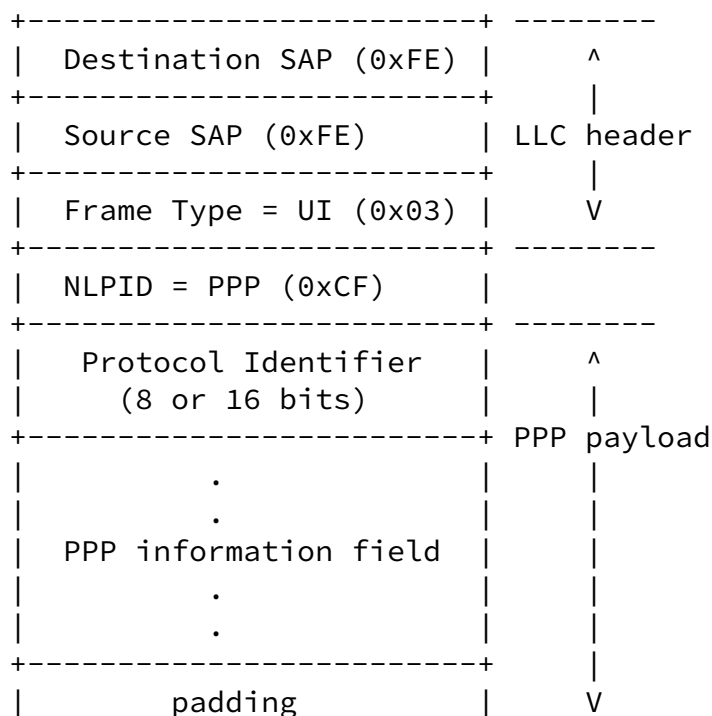 +-------------------------+ --------
|  Destination SAP (0xFE) |     ^
+-------------------------+     |
|  Source SAP (0xFE)      | LLC header
+-------------------------+     |
|  Frame Type = UI (0x03) |     V
+-------------------------+ --------
|  NLPID = PPP (0xCF)     |
+-------------------------+ --------
|   Protocol Identifier   |     ^
|     (8 or 16 bits)      |     |
+-------------------------+ PPP payload
|          .              |     |
|          .              |     |
|  PPP information field  |     |
|          .              |     |
|          .              |     |
+-------------------------+     |
|        padding          |     V